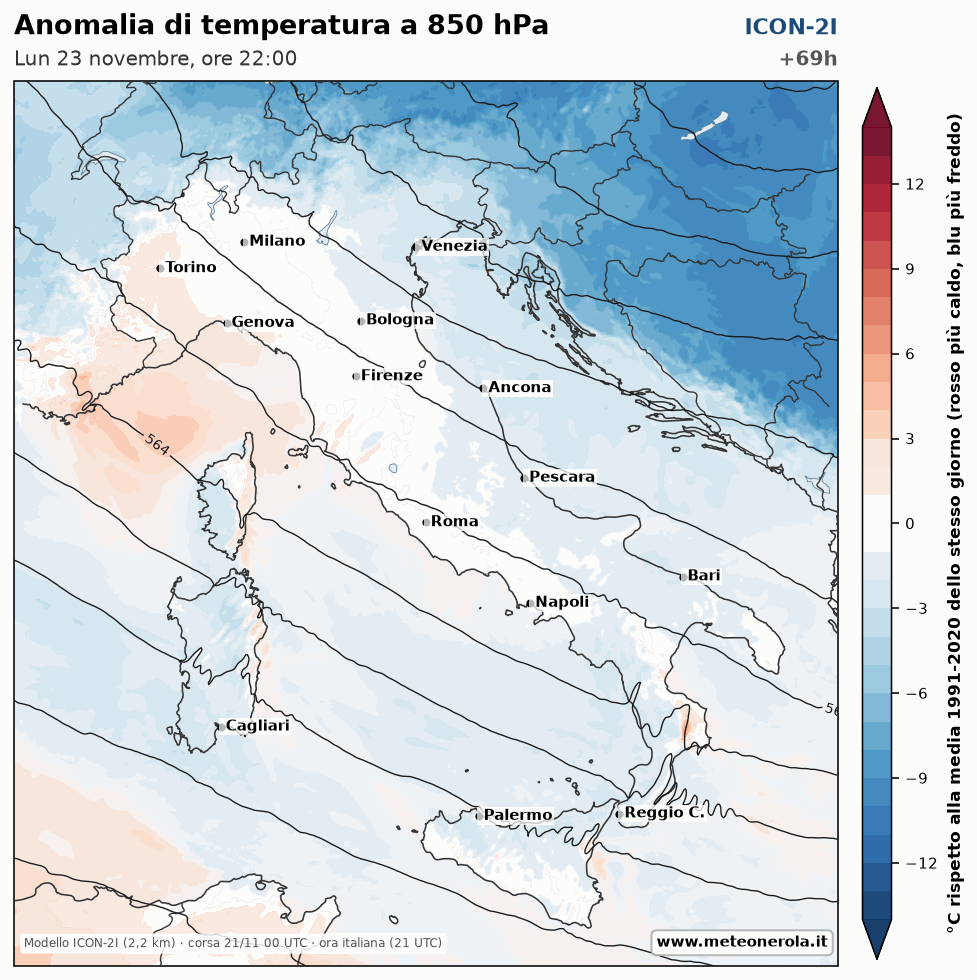 Anomalia di temperatura a 850 hPa
ICON-2I
Lun 23 novembre, ore 22:00
+69h
Milano
Venezia
Torino
Genova
Bologna
Firenze
Ancona
564
Pescara
Roma
Bari
Napoli
56
Cagliari
Palermo
Reggio C.
Modello ICON-2I (2,2 km) · corsa 21/11 00 UTC · ora italiana (21 UTC)
www.meteonerola.it
12
9
6
3
0
−3
−6
−9
−12
°C rispetto alla media 1991-2020 dello stesso giorno (rosso più caldo, blu più freddo)